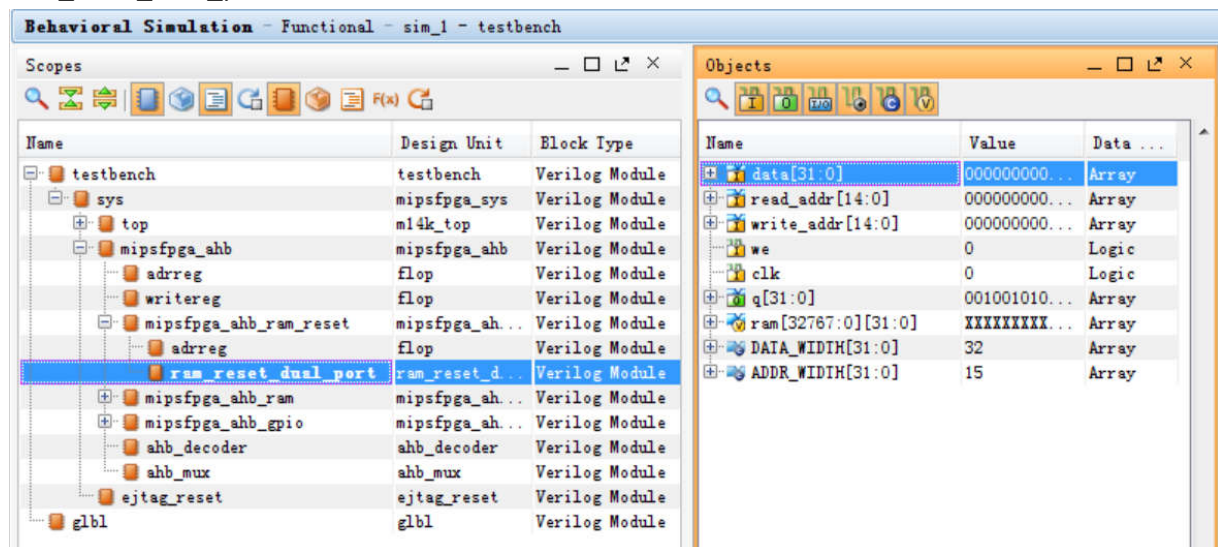 Behavioral Simulation - Functional - sim_1 - testbench
Scopes
F(x)
Name Design Unit Block Type
testbench testbench Verilog Module
sys mipsfpga_sys Verilog Module
top m14k_top Verilog Module
mipsfpga_ahb mipsfpga_ahb Verilog Module
adrreg flop Verilog Module
writereg flop Verilog Module
mipsfpga_ahb_ram_reset mipsfpga_ah... Verilog Module
adrreg flop Verilog Module
ram_reset_dual_port ram_reset_d... Verilog Module
mipsfpga_ahb_ram mipsfpga_ah... Verilog Module
mipsfpga_ahb_gpio mipsfpga_ah... Verilog Module
ahb_decoder ahb_decoder Verilog Module
ahb_mux ahb_mux Verilog Module
ejtag_reset ejtag_reset Verilog Module
glbl glbl Verilog Module
Objects
Name Value Data ...
data[31:0] 000000000... Array
read_addr[14:0] 000000000... Array
write_addr[14:0] 000000000... Array
we 0 Logic
clk 0 Logic
q[31:0] 001001010... Array
ram[32767:0][31:0] XXXXXXXXX... Array
DATA_WIDTH[31:0] 32 Array
ADDR_WIDTH[31:0] 15 Array